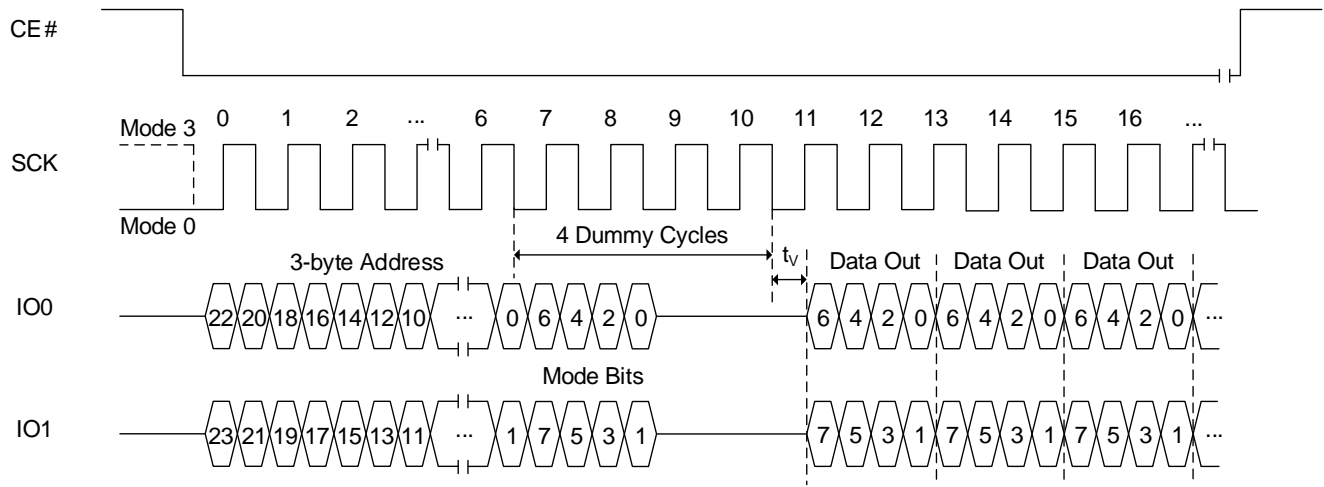 CE#
0 1 2 ... 6 7 8 9 10 11 12 13 14 15 16 ...
Mode 3
SCK
Mode 0
4 Dummy Cycles
3-byte Address tV Data Out Data Out Data Out
IO0 22 20 18 16 14 12 10 ... 0 6 4 2 0 6 4 2 0 6 4 2 0 6 4 2 0 ...
Mode Bits
IO1 23 21 19 17 15 13 11 ... 1 7 5 3 1 7 5 3 1 7 5 3 1 7 5 3 1 ...